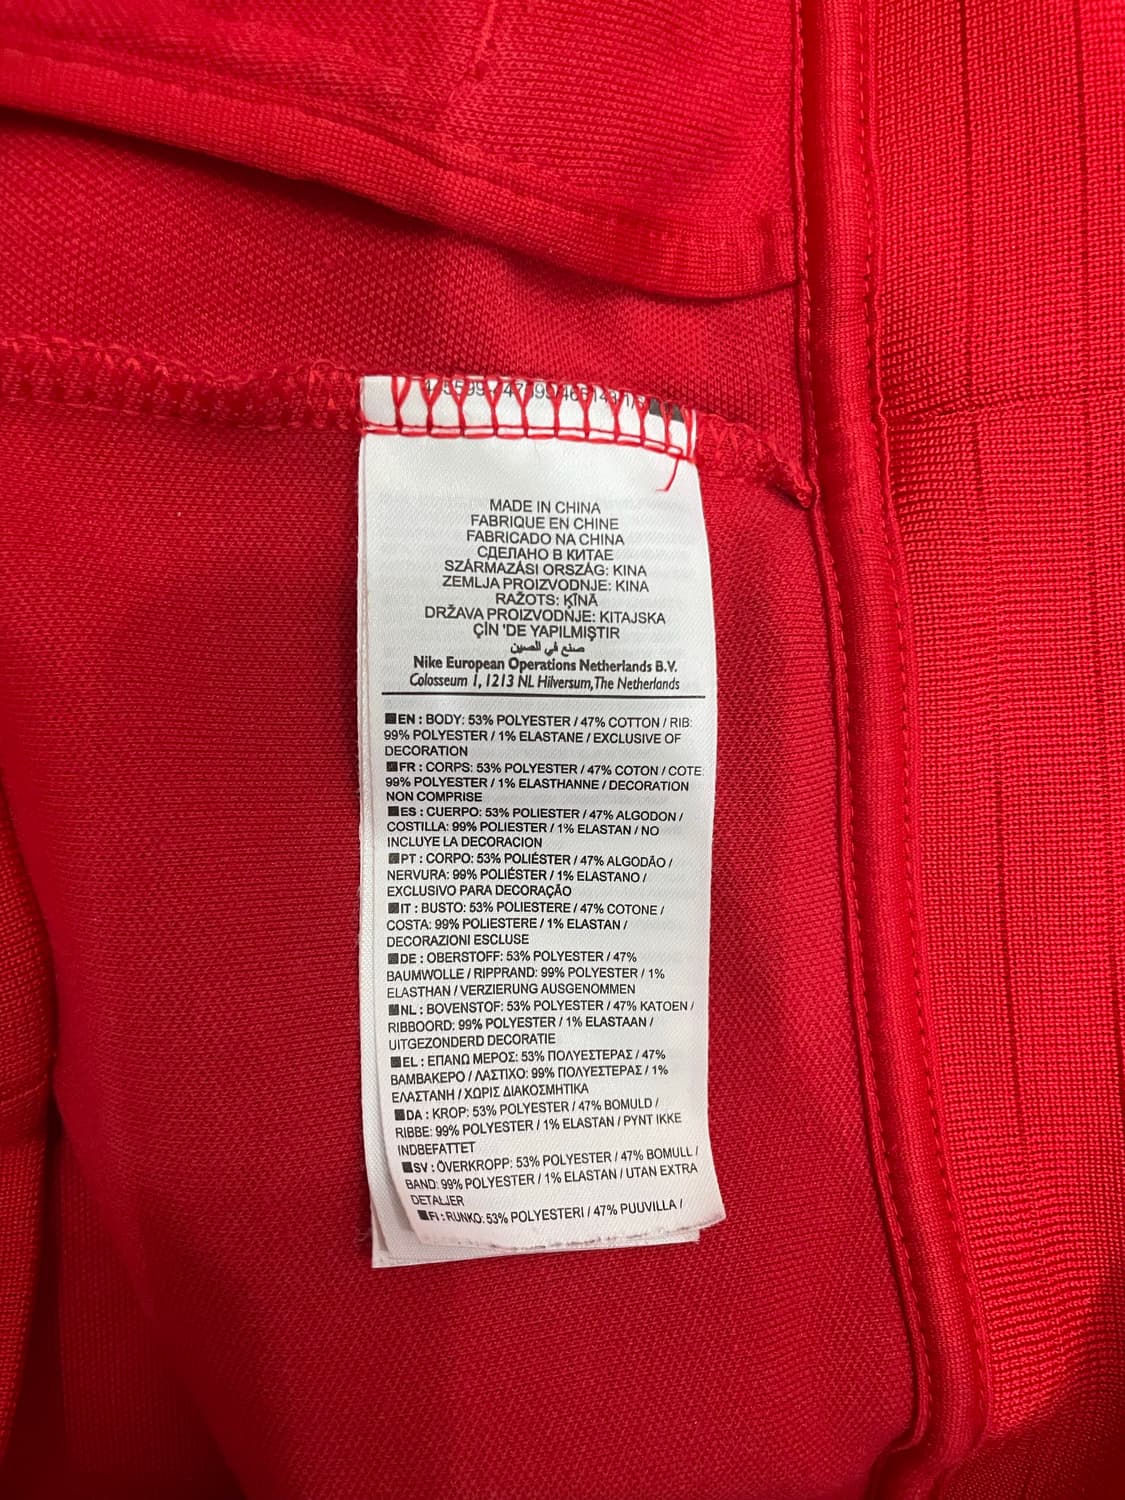 MADE IN CHINA
FABRIQUE EN CHINE
FABRICADO NA CHINA
СДЕЛАНО В КИТАЕ
SZÁRMAZÁSI ORSZÁG: KINA
ZEMLJA PROIZVODNJE: KINA
RAŽOTS: ĶĪNĀ
DRŽAVA PROIZVODNJE: KITAJSKA
ÇİN 'DE YAPILMIŞTIR
صنع في الصين
Nike European Operations Netherlands B.V.
Colosseum 1, 1213 NL Hilversum, The Netherlands
EN : BODY: 53% POLYESTER / 47% COTTON / RIB:
99% POLYESTER / 1% ELASTANE / EXCLUSIVE OF
DECORATION
FR : CORPS: 53% POLYESTER / 47% COTON / COTE:
99% POLYESTER / 1% ELASTHANNE / DECORATION
NON COMPRISE
ES : CUERPO: 53% POLIESTER / 47% ALGODON /
COSTILLA: 99% POLIESTER / 1% ELASTAN / NO
INCLUYE LA DECORACION
PT : CORPO: 53% POLIÉSTER / 47% ALGODÃO /
NERVURA: 99% POLIÉSTER / 1% ELASTANO /
EXCLUSIVO PARA DECORAÇÃO
IT : BUSTO: 53% POLIESTERE / 47% COTONE /
COSTA: 99% POLIESTERE / 1% ELASTAN /
DECORAZIONI ESCLUSE
DE : OBERSTOFF: 53% POLYESTER / 47%
BAUMWOLLE / RIPPRAND: 99% POLYESTER / 1%
ELASTHAN / VERZIERUNG AUSGENOMMEN
NL : BOVENSTOF: 53% POLYESTER / 47% KATOEN /
RIBBOORD: 99% POLYESTER / 1% ELASTAAN /
UITGEZONDERD DECORATIE
EL : ΕΠΑΝΩ ΜΕΡΟΣ: 53% ΠΟΛΥΕΣΤΕΡΑΣ / 47%
ΒΑΜΒΑΚΕΡΟ / ΛΑΣΤΙΧΟ: 99% ΠΟΛΥΕΣΤΕΡΑΣ / 1%
ΕΛΑΣΤΑΝΗ / ΧΩΡΙΣ ΔΙΑΚΟΣΜΗΤΙΚΑ
DA : KROP: 53% POLYESTER / 47% BOMULD /
RIBBE: 99% POLYESTER / 1% ELASTAN / PYNT IKKE
INDBEFATTET
SV : ÖVERKROPP: 53% POLYESTER / 47% BOMULL /
BAND: 99% POLYESTER / 1% ELASTAN / UTAN EXTRA
DETALJER
FI : RUNKO: 53% POLYESTERI / 47% PUUVILLA /